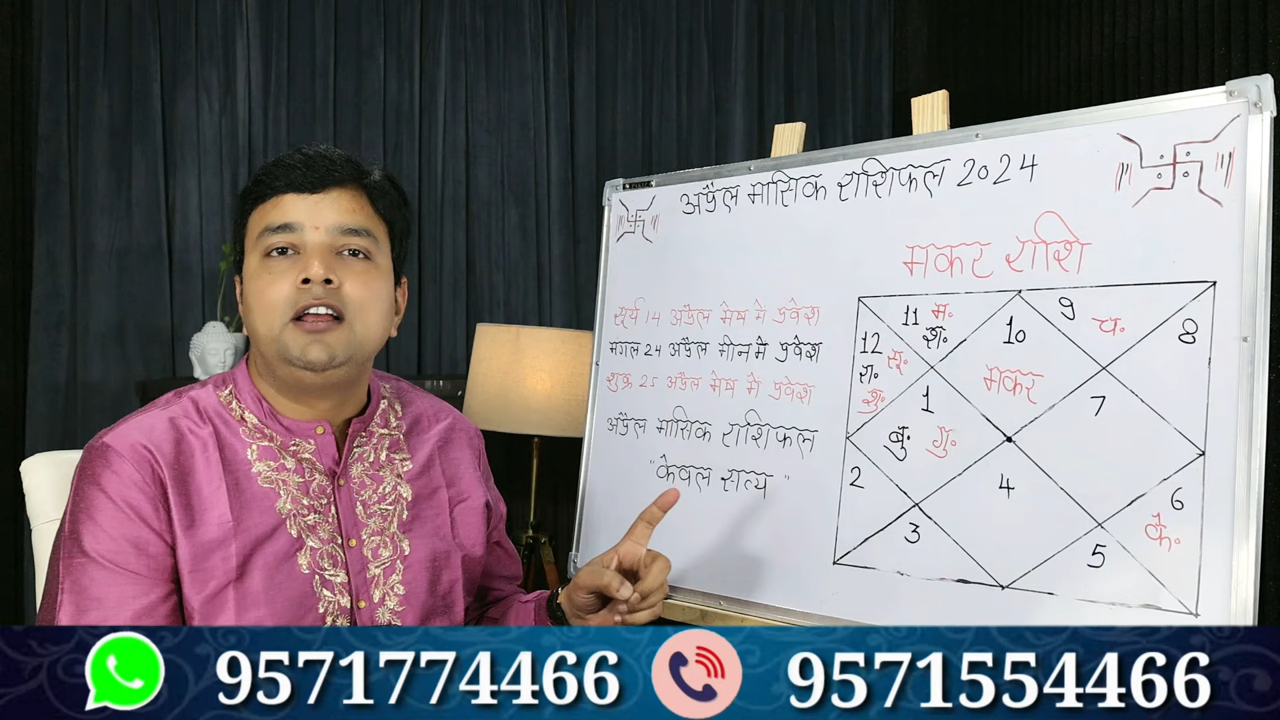 अप्रैल मासिक राशिफल 2024
मकर राशि
सूर्य 14 अप्रैल मेष मे प्रवेश
मंगल 24 अप्रैल मीन मे प्रवेश
शुक्र 25 अप्रैल मेष मे प्रवेश
अप्रैल मासिक राशिफल
"केवल सत्य"
11 म॰
श॰
10
मकर
9
च॰
8
12 सू॰
रा॰
शु॰
1
बु॰ गु॰
7
2
4
6
के॰
3
5
9571774466
9571554466